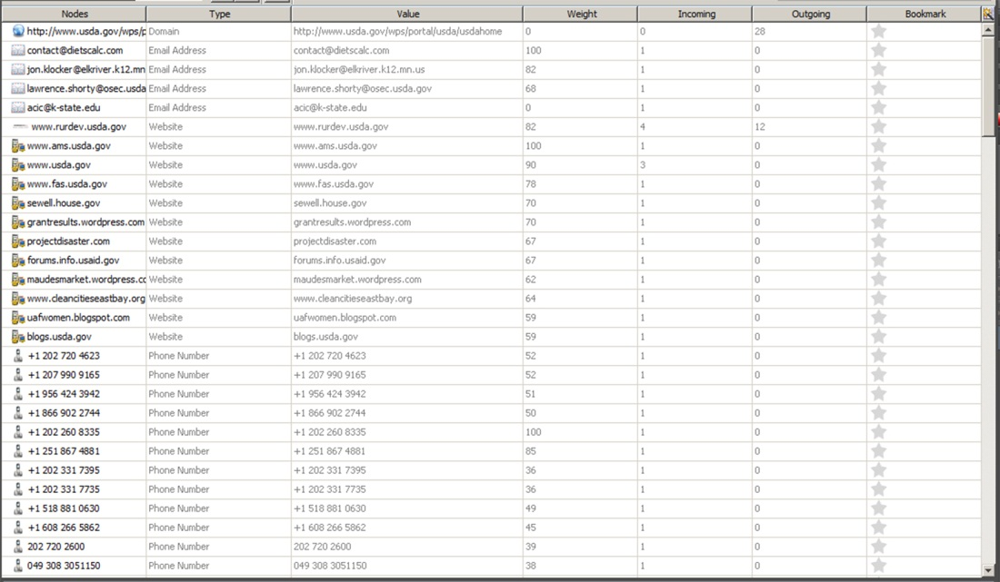 Nodes Type Value Weight Incoming Outgoing Bookmark
http://www.usda.gov/wps/p Domain http://www.usda.gov/wps/portal/usda/usdahome 0 0 28
contact@dietscalc.com Email Address contact@dietscalc.com 100 1 0
jon.klocker@elkriver.k12.mn Email Address jon.klocker@elkriver.k12.mn.us 82 1 0
lawrence.shorty@osec.usda Email Address lawrence.shorty@osec.usda.gov 68 1 0
acic@k-state.edu Email Address acic@k-state.edu 0 1 0
www.rurdev.usda.gov Website www.rurdev.usda.gov 82 4 12
www.ams.usda.gov Website www.ams.usda.gov 100 1 0
www.usda.gov Website www.usda.gov 90 3 0
www.fas.usda.gov Website www.fas.usda.gov 78 1 0
sewell.house.gov Website sewell.house.gov 70 1 0
grantresults.wordpress.com Website grantresults.wordpress.com 70 1 0
projectdisaster.com Website projectdisaster.com 67 1 0
forums.info.usaid.gov Website forums.info.usaid.gov 67 1 0
maudesmarket.wordpress.cc Website maudesmarket.wordpress.com 62 1 0
www.cleancitieseastbay.org Website www.cleancitieseastbay.org 64 1 0
uafwomen.blogspot.com Website uafwomen.blogspot.com 59 1 0
blogs.usda.gov Website blogs.usda.gov 59 1 0
+1 202 720 4623 Phone Number +1 202 720 4623 52 1 0
+1 207 990 9165 Phone Number +1 207 990 9165 52 1 0
+1 956 424 3942 Phone Number +1 956 424 3942 51 1 0
+1 866 902 2744 Phone Number +1 866 902 2744 50 1 0
+1 202 260 8335 Phone Number +1 202 260 8335 100 1 0
+1 251 867 4881 Phone Number +1 251 867 4881 85 1 0
+1 202 331 7395 Phone Number +1 202 331 7395 36 1 0
+1 202 331 7735 Phone Number +1 202 331 7735 36 1 0
+1 518 881 0630 Phone Number +1 518 881 0630 49 1 0
+1 608 266 5862 Phone Number +1 608 266 5862 45 1 0
202 720 2600 Phone Number 202 720 2600 39 1 0
049 308 3051150 Phone Number 049 308 3051150 38 1 0